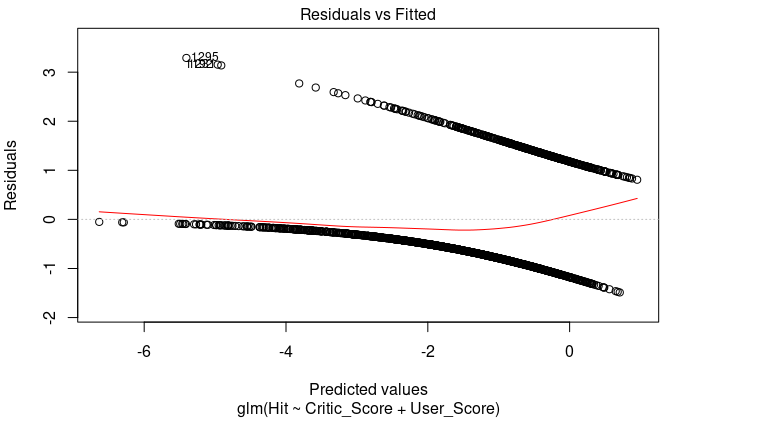 Residuals vs Fitted
1295
3
2
1
0
-1
-2
Residuals
-6
-4
-2
0
Predicted values
glm(Hit ~ Critic_Score + User_Score)